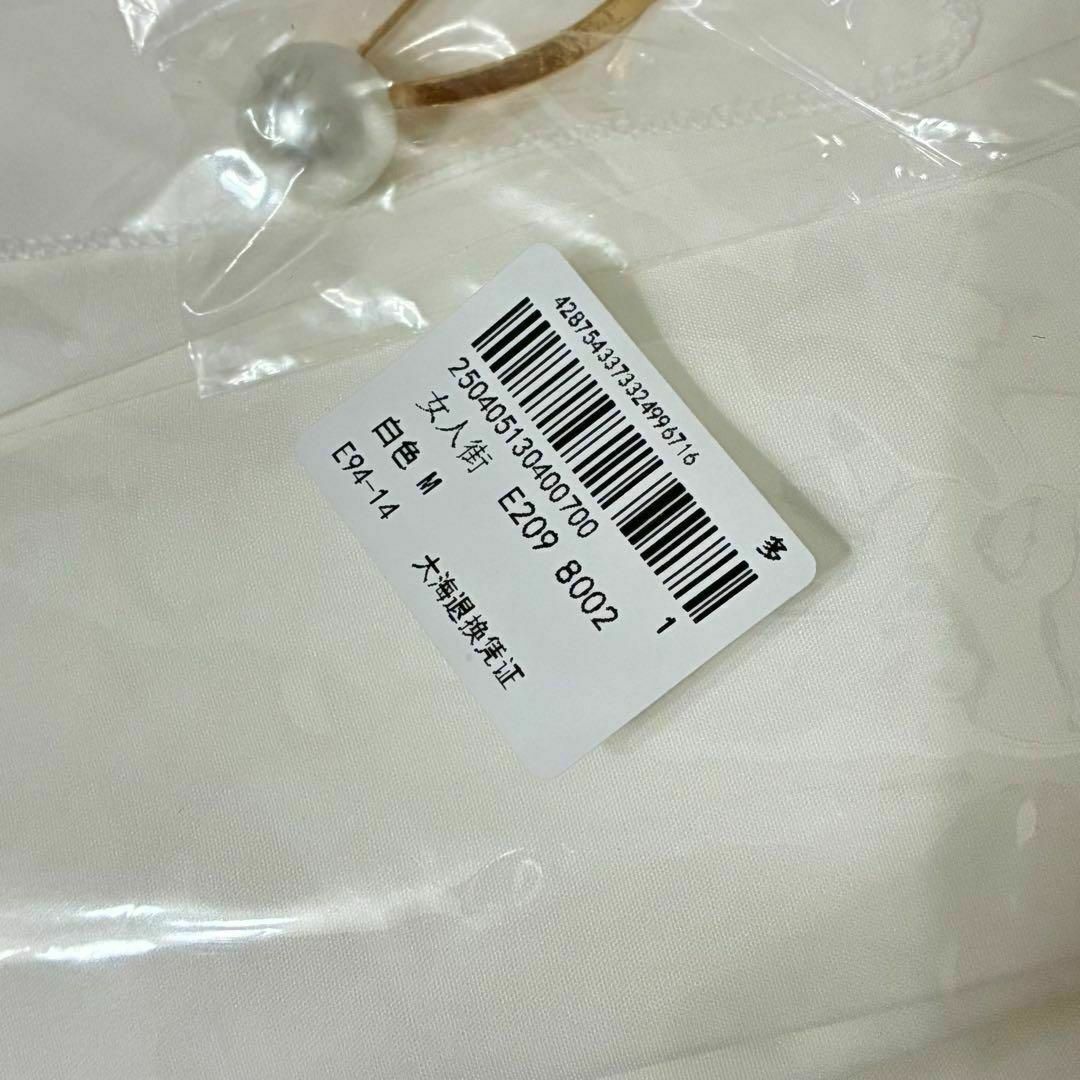 4287543373324996716
多
250405130400700
1
女人街 E209 8002
白色 M
E94-14
大海退换凭证